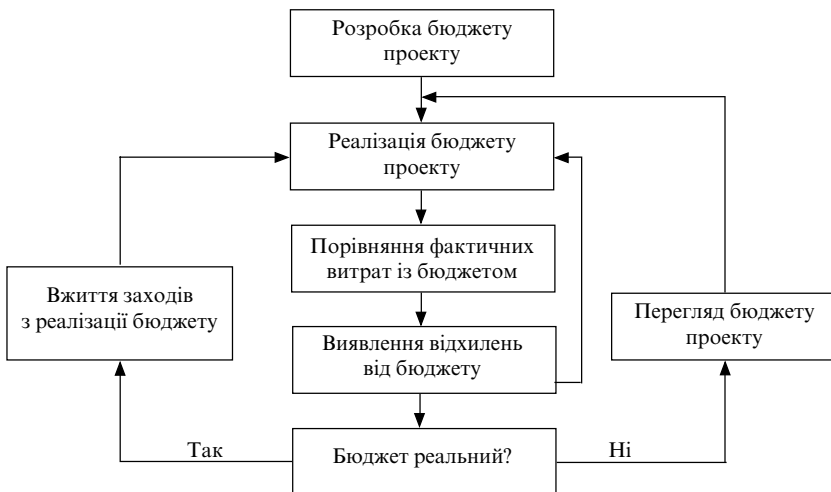 Розробка бюджету
проекту
Реалізація бюджету
проекту
Порівняння фактичних
витрат із бюджетом
Вжиття заходів
з реалізації бюджету
Перегляд бюджету
проекту
Виявлення відхилень
від бюджету
Так
Бюджет реальний?
Ні